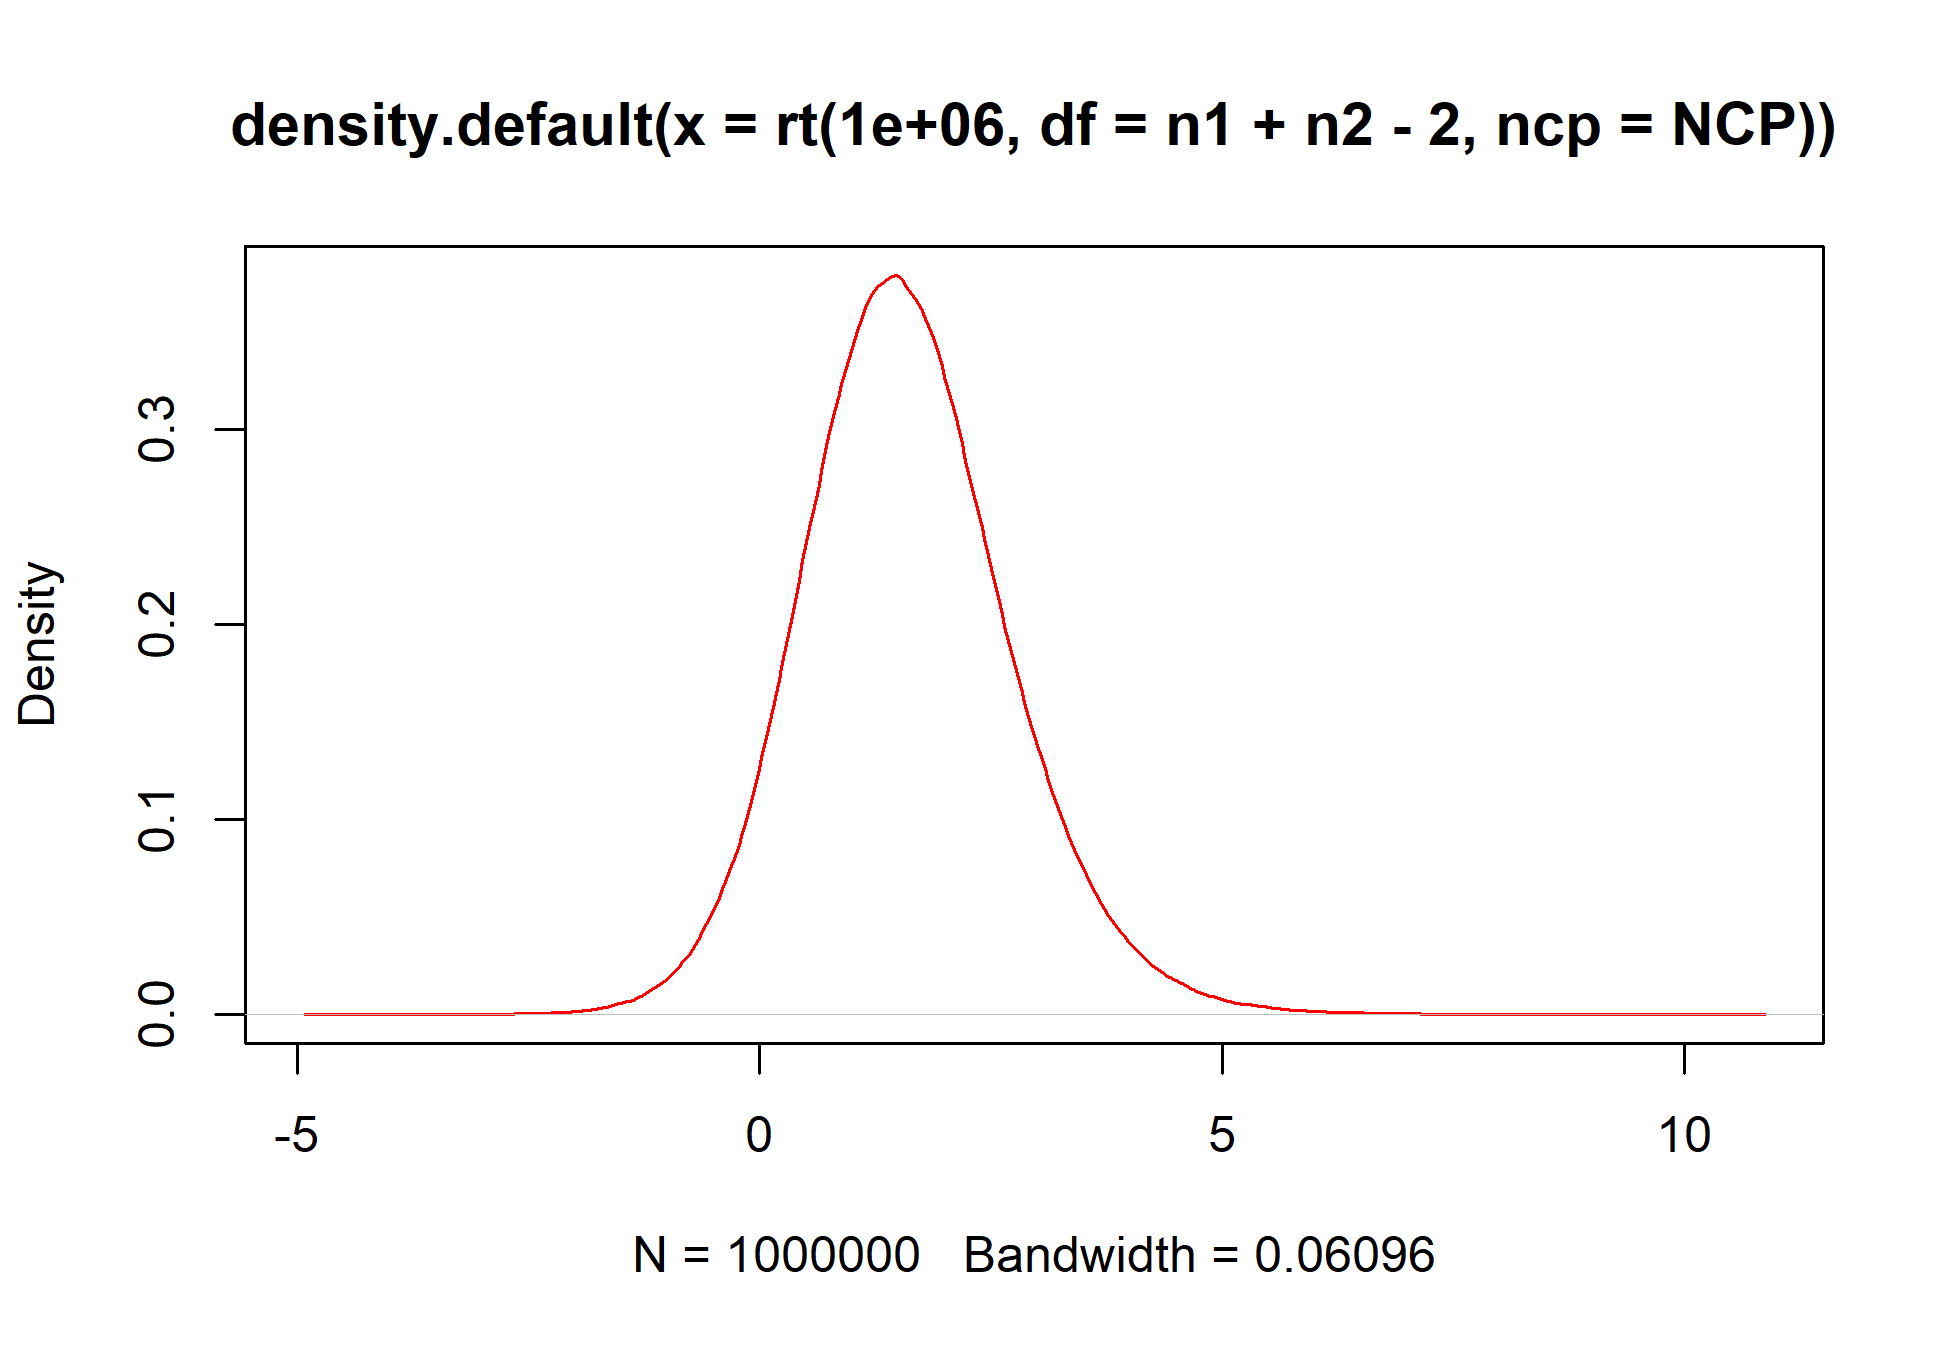 density.default(x = rt(1e+06, df = n1 + n2 - 2, ncp = NCP))
Density
0.3
0.2
0.1
0.0
-5 0 5 10
N = 1000000 Bandwidth = 0.06096